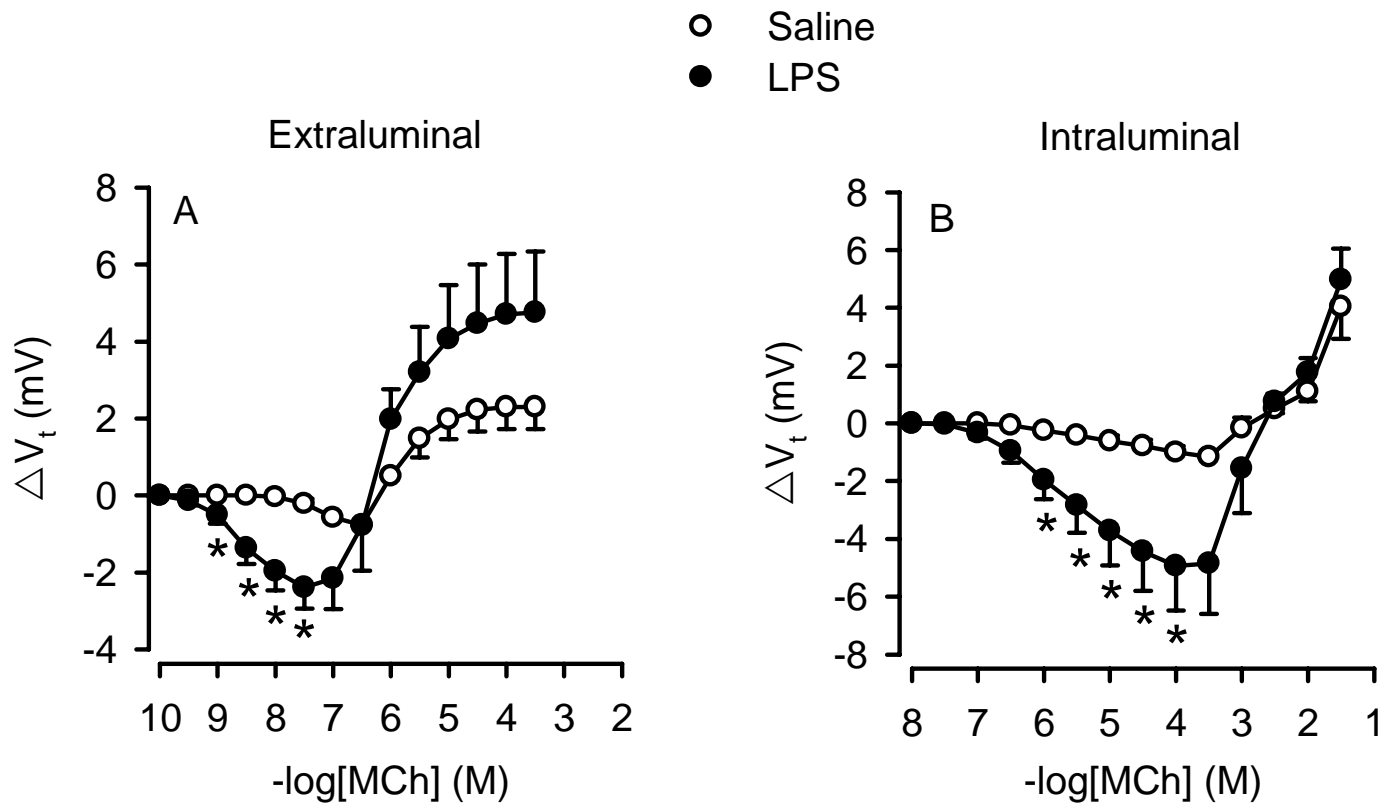 Saline
LPS
Extraluminal
A
8
6
4
2
0
-2
-4
△Vt (mV)
* * * *
10 9 8 7 6 5 4 3 2
-log[MCh] (M)
Intraluminal
B
8
6
4
2
0
-2
-4
-6
-8
△Vt (mV)
* * * * *
8 7 6 5 4 3 2 1
-log[MCh] (M)